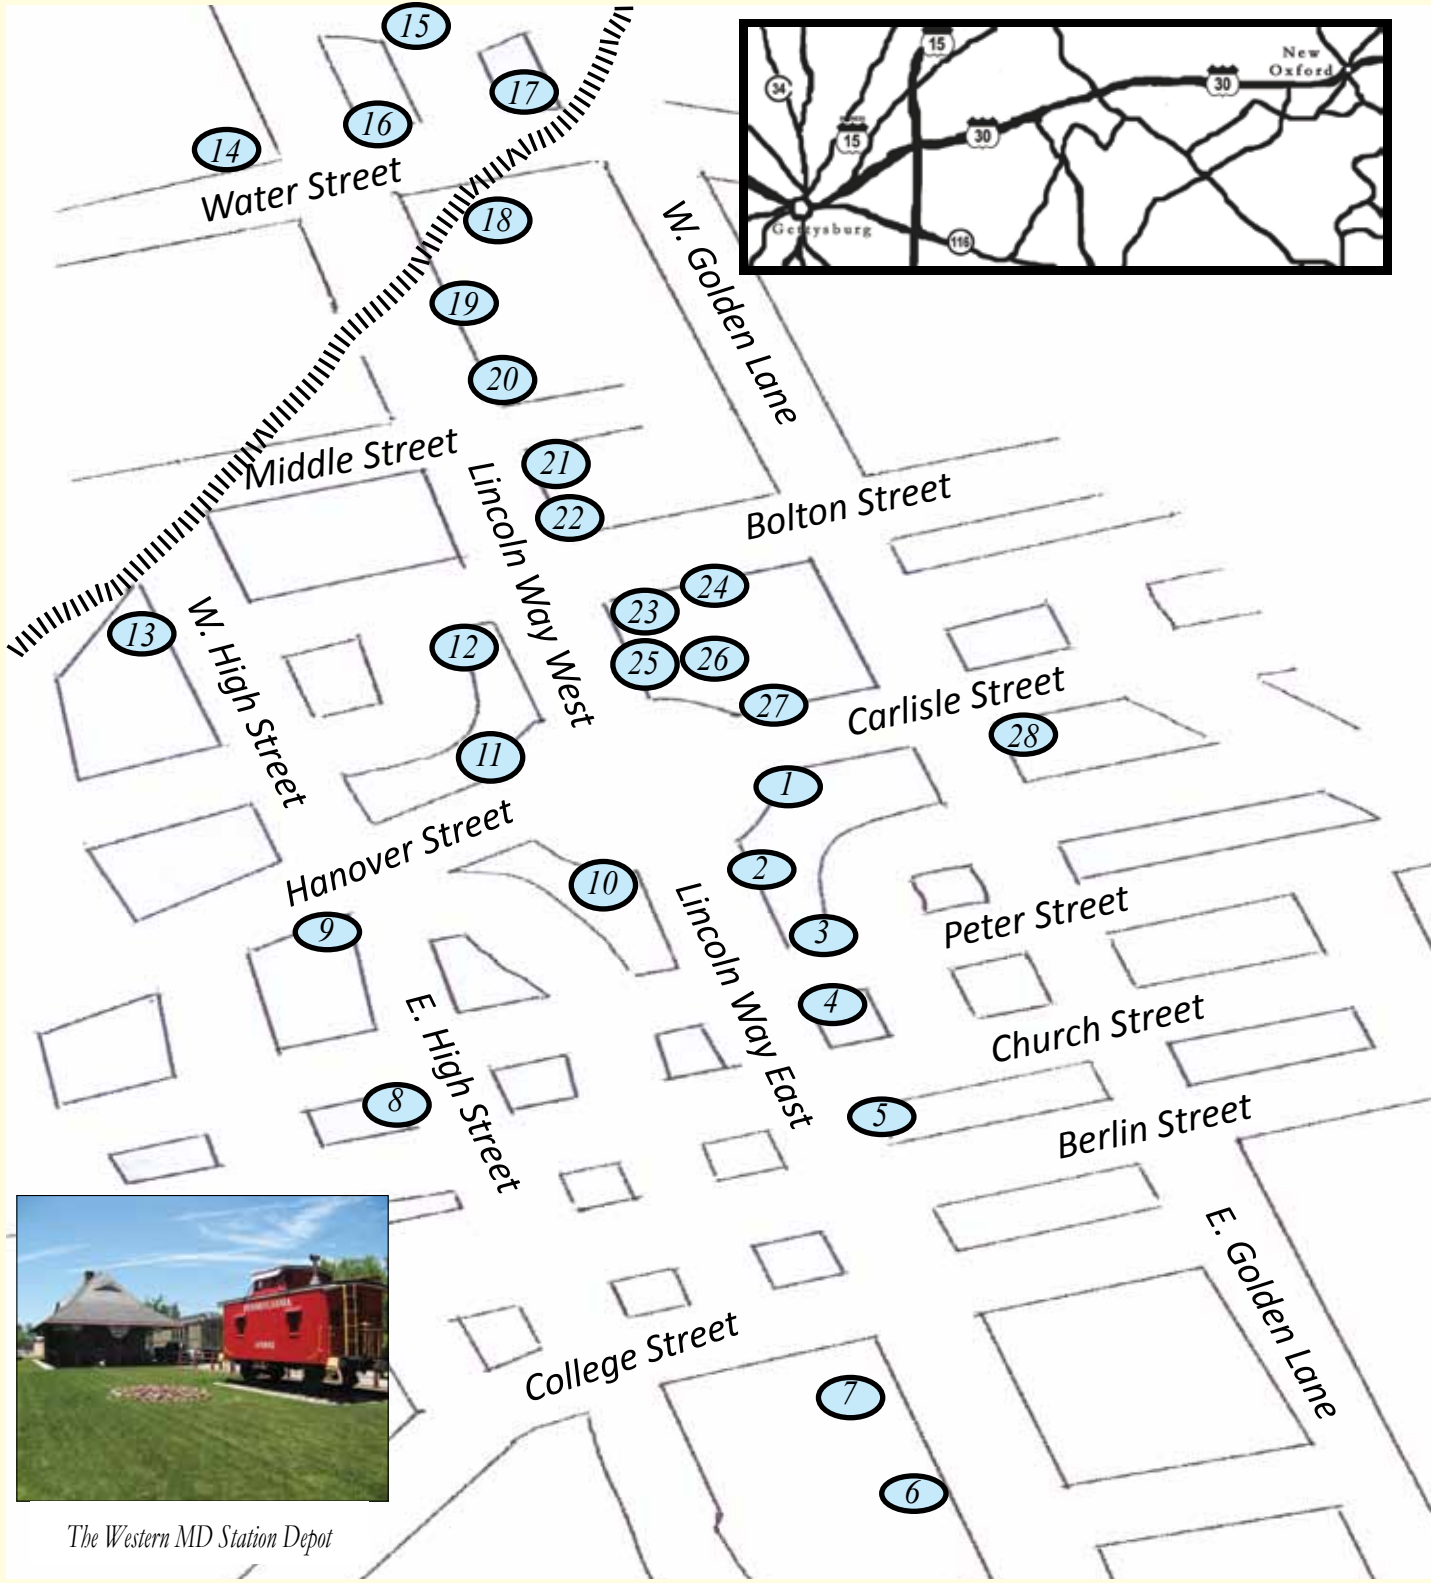 15
17
16
14
Water Street
18
19
20
W. Golden Lane
15
34
15
30
30
New
Oxford
Gettysburg
116
Middle Street
21
22
Lincoln Way West
Bolton Street
13
W. High Street
12
11
23
24
25
26
27
Carlisle Street
28
Hanover Street
1
2
3
10
9
Lincoln Way East
Peter Street
4
Church Street
E. High Street
8
5
Berlin Street
E. Golden Lane
College Street
7
6
PENNSYLVANIA
The Western MD Station Depot